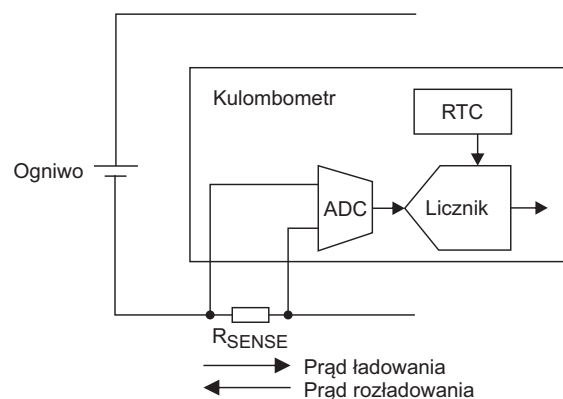 Kulombometr
RTC
Ogniwo
ADC
Licznik
RSENSE
Prąd ładowania
Prąd rozładowania